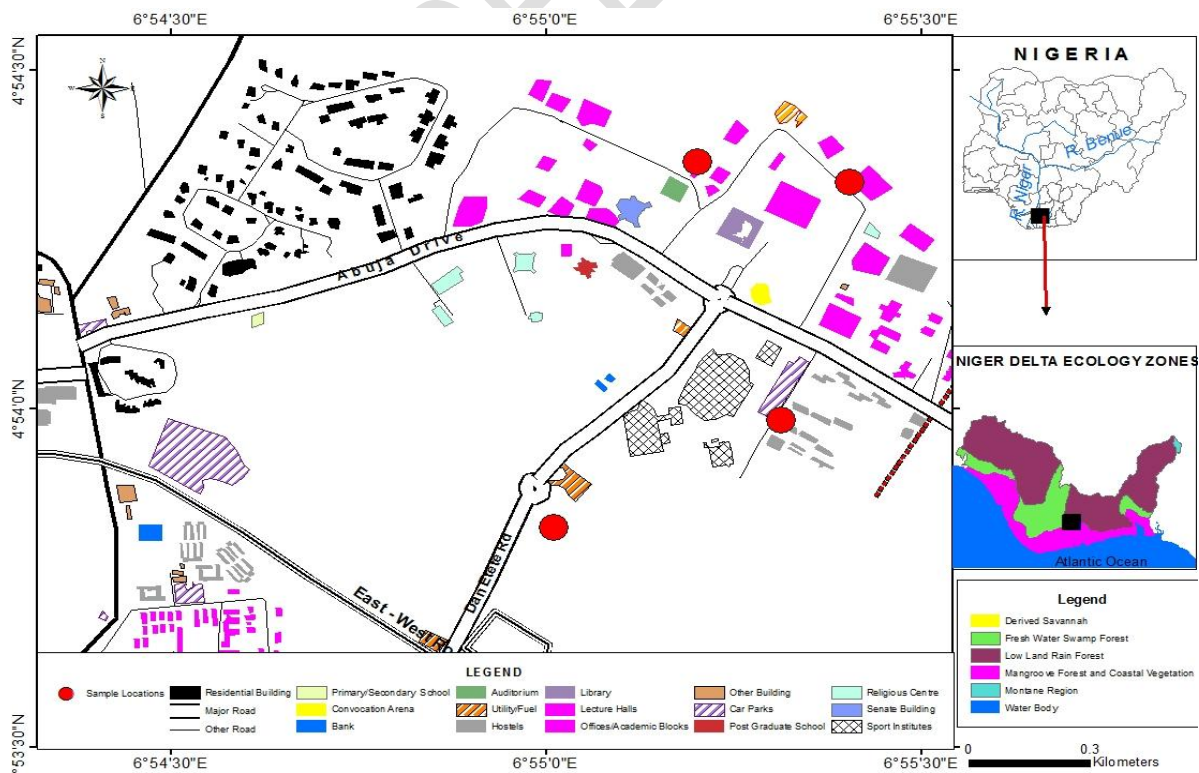 6°54'30"E 6°55'0"E 6°55'30"E
4°54'30"N
4°54'0"N
4°53'30"N
Abuja Drive
Dan Etete Rd
East - West Ro
LEGEND
Sample Locations
Residential Building
Major Road
Other Road
Primary/Secondary School
Convocation Arena
Bank
Auditorium
Utility/Fuel
Hostels
Library
Lecture Halls
Offices/Academic Blocks
Other Building
Car Parks
Post Graduate School
Religious Centre
Senate Building
Sport Institutes
6°54'30"E 6°55'0"E 6°55'30"E
NIGERIA
R. Benue
R. Niger
NIGER DELTA ECOLOGY ZONES
Atlantic Ocean
Legend
Derived Savannah
Fresh Water Swamp Forest
Low Land Rain Forest
Mangroove Forest and Coastal Vegetation
Montane Region
Water Body
0 0.3
Kilometers